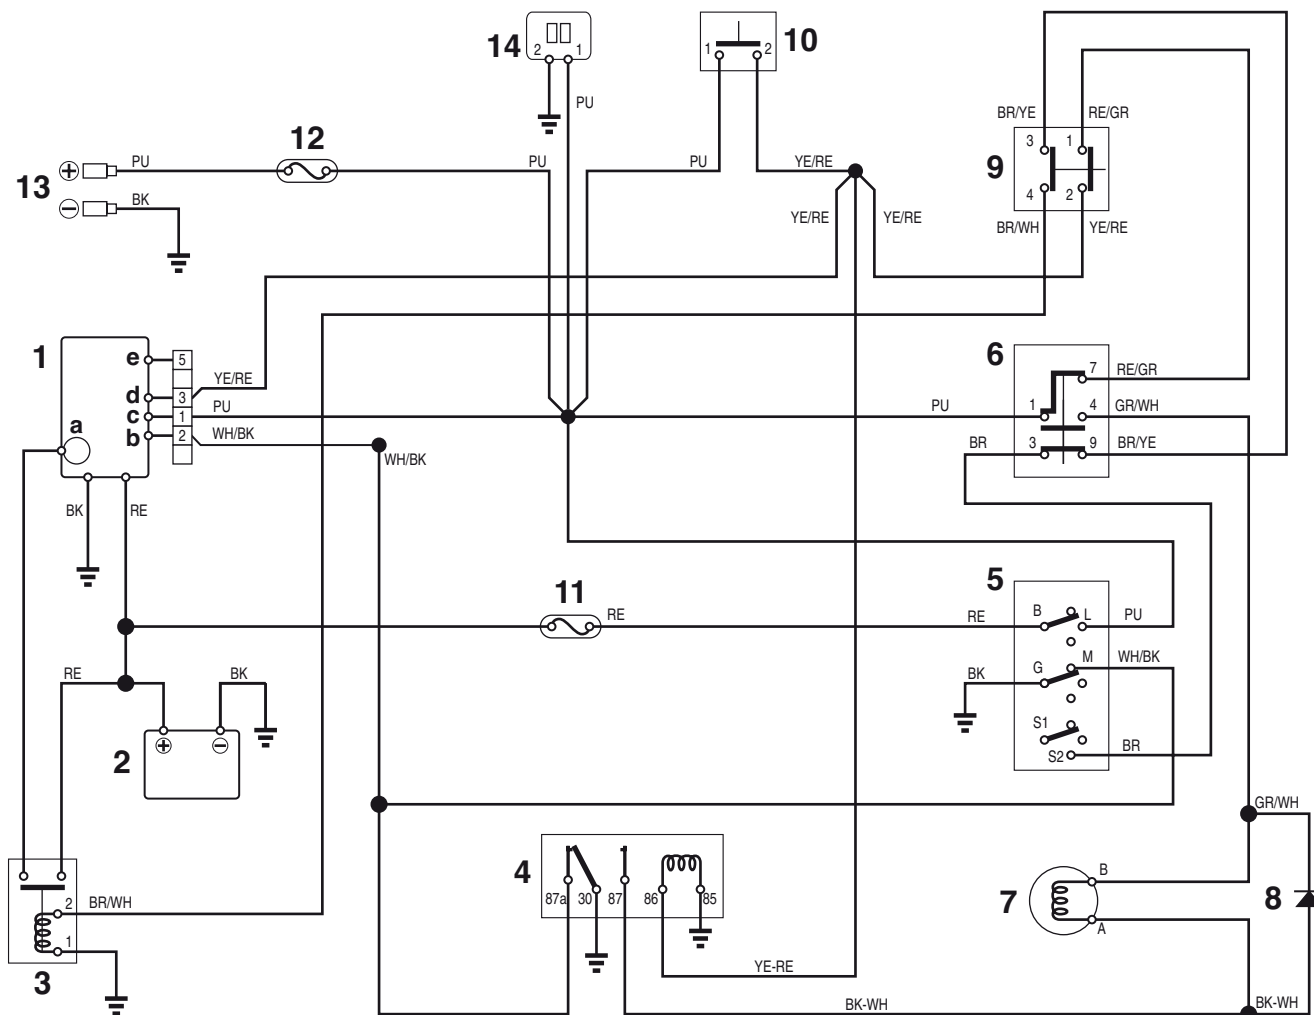 14
2 1
PU
1 2
10
BR/YE RE/GR
3 1
9
4 2
BR/WH YE/RE
12
13
+ PU
PU
PU
YE/RE
− BK
YE/RE
YE/RE
1
e 5
d 3
YE/RE
c 1
PU
a
b 2
WH/BK
WH/BK
BK RE
6
7 RE/GR
PU
1 4 GR/WH
BR
3 9 BR/YE
5
11
RE
RE
B L PU
M WH/BK
BK
G
S1
S2 BR
RE
BK
2
+ −
4
87a 30 87 86 85
YE-RE
BK-WH
3
2 BR/WH
1
GR/WH
7
B
A
8
BK-WH